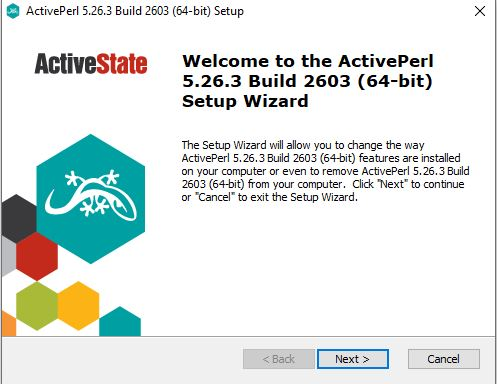 ActivePerl 5.26.3 Build 2603 (64-bit) Setup
ActiveState
Welcome to the ActivePerl
5.26.3 Build 2603 (64-bit)
Setup Wizard
The Setup Wizard will allow you to change the way
ActivePerl 5.26.3 Build 2603 (64-bit) features are installed
on your computer or even to remove ActivePerl 5.26.3 Build
2603 (64-bit) from your computer. Click "Next" to continue
or "Cancel" to exit the Setup Wizard.
< Back
Next >
Cancel